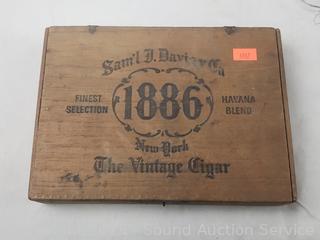 Sam'l I. Davis & Co
FINEST
SELECTION
1886
HAVANA
BLEND
New York
The Vintage Cigar
Sound Auction Service